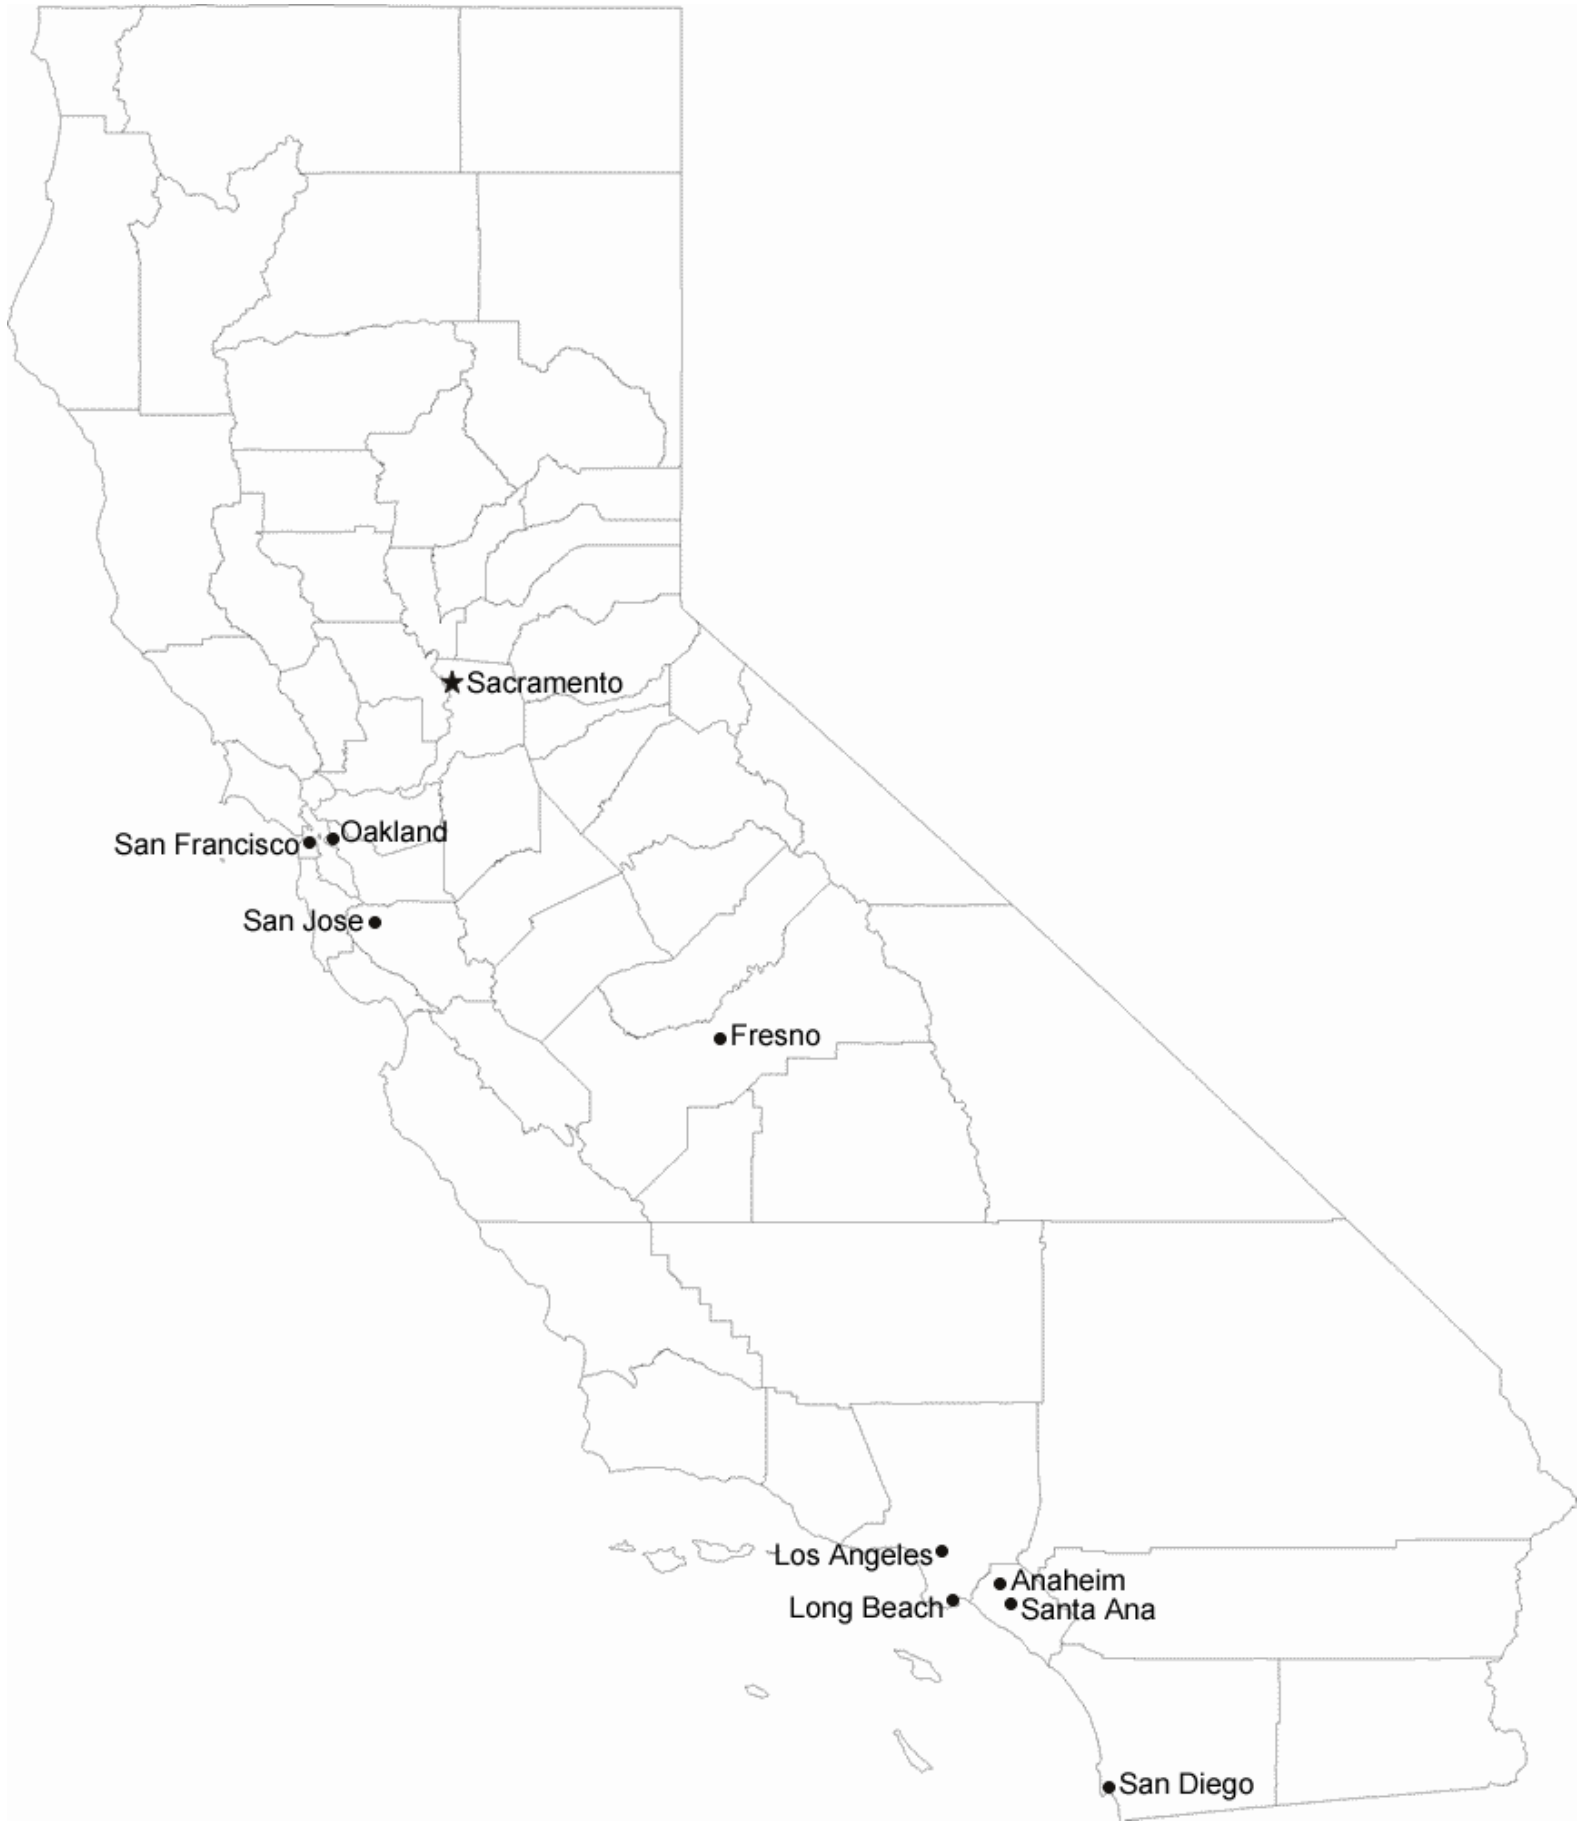 Sacramento
Oakland
San Francisco
San Jose
Fresno
Los Angeles
Anaheim
Long Beach
Santa Ana
San Diego